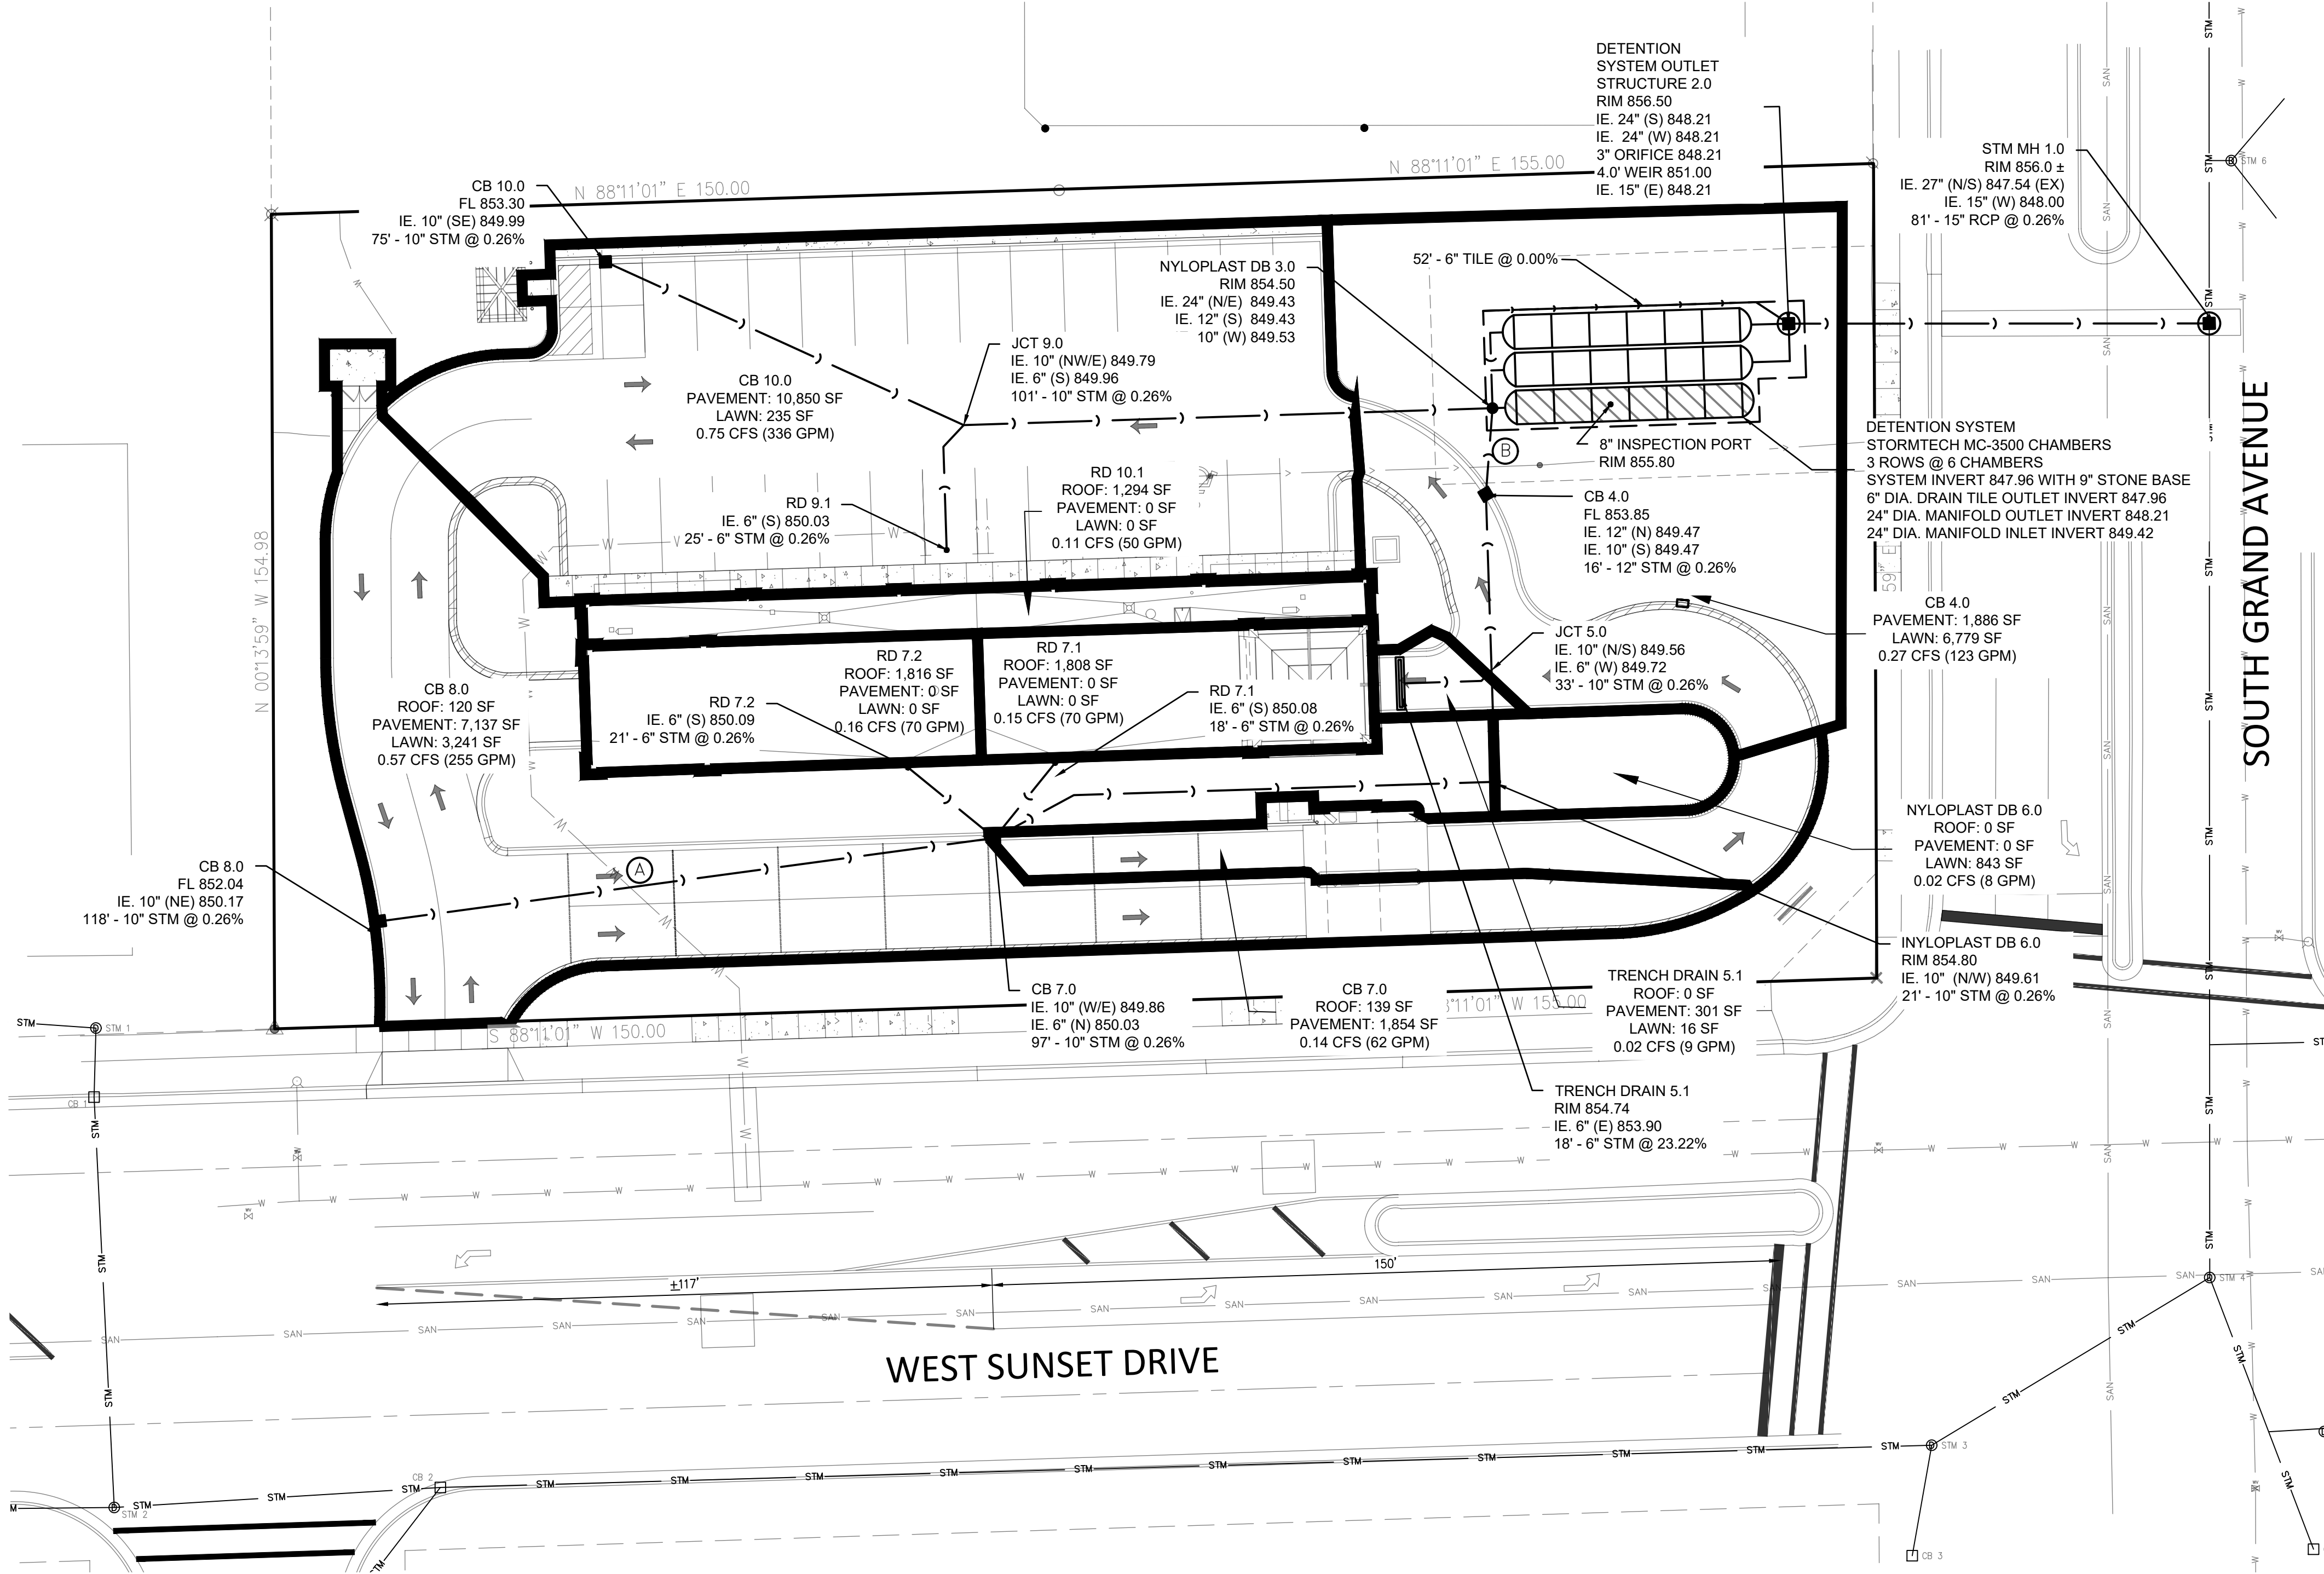 DETENTION
SYSTEM OUTLET
STRUCTURE 2.0
RIM 856.50
IE. 24" (S) 848.21
IE. 24" (W) 848.21
3" ORIFICE 848.21
4.0' WEIR 851.00
IE. 15" (E) 848.21
STM MH 1.0
RIM 856.0 ±
IE. 27" (N/S) 847.54 (EX)
IE. 15" (W) 848.00
81' - 15" RCP @ 0.26%
STM 6
N 88°11'01" E 150.00
N 88°11'01" E 155.00
CB 10.0
FL 853.30
IE. 10" (SE) 849.99
75' - 10" STM @ 0.26%
NYLOPLAST DB 3.0
RIM 854.50
IE. 24" (N/E) 849.43
IE. 12" (S) 849.43
10" (W) 849.53
52' - 6" TILE @ 0.00%
JCT 9.0
IE. 10" (NW/E) 849.79
IE. 6" (S) 849.96
101' - 10" STM @ 0.26%
CB 10.0
PAVEMENT: 10,850 SF
LAWN: 235 SF
0.75 CFS (336 GPM)
8" INSPECTION PORT
RIM 855.80
B
DETENTION SYSTEM
STORMTECH MC-3500 CHAMBERS
3 ROWS @ 6 CHAMBERS
SYSTEM INVERT 847.96 WITH 9" STONE BASE
6" DIA. DRAIN TILE OUTLET INVERT 847.96
24" DIA. MANIFOLD OUTLET INVERT 848.21
24" DIA. MANIFOLD INLET INVERT 849.42
SOUTH GRAND AVENUE
RD 10.1
ROOF: 1,294 SF
PAVEMENT: 0 SF
LAWN: 0 SF
0.11 CFS (50 GPM)
RD 9.1
IE. 6" (S) 850.03
25' - 6" STM @ 0.26%
CB 4.0
FL 853.85
IE. 12" (N) 849.47
IE. 10" (S) 849.47
16' - 12" STM @ 0.26%
N 00°13'59" W 154.98
59" E
CB 4.0
PAVEMENT: 1,886 SF
LAWN: 6,779 SF
0.27 CFS (123 GPM)
JCT 5.0
IE. 10" (N/S) 849.56
IE. 6" (W) 849.72
33' - 10" STM @ 0.26%
RD 7.2
ROOF: 1,816 SF
PAVEMENT: 0 SF
LAWN: 0 SF
0.16 CFS (70 GPM)
RD 7.1
ROOF: 1,808 SF
PAVEMENT: 0 SF
LAWN: 0 SF
0.15 CFS (70 GPM)
RD 7.2
IE. 6" (S) 850.09
21' - 6" STM @ 0.26%
RD 7.1
IE. 6" (S) 850.08
18' - 6" STM @ 0.26%
CB 8.0
ROOF: 120 SF
PAVEMENT: 7,137 SF
LAWN: 3,241 SF
0.57 CFS (255 GPM)
NYLOPLAST DB 6.0
ROOF: 0 SF
PAVEMENT: 0 SF
LAWN: 843 SF
0.02 CFS (8 GPM)
CB 8.0
FL 852.04
IE. 10" (NE) 850.17
118' - 10" STM @ 0.26%
A
INYLOPLAST DB 6.0
RIM 854.80
IE. 10" (N/W) 849.61
21' - 10" STM @ 0.26%
CB 7.0
IE. 10" (W/E) 849.86
IE. 6" (N) 850.03
97' - 10" STM @ 0.26%
CB 7.0
ROOF: 139 SF
PAVEMENT: 1,854 SF
0.14 CFS (62 GPM)
TRENCH DRAIN 5.1
ROOF: 0 SF
PAVEMENT: 301 SF
LAWN: 16 SF
0.02 CFS (9 GPM)
S 88°11'01" W 150.00
8°11'01" W 155.00
TRENCH DRAIN 5.1
RIM 854.74
IE. 6" (E) 853.90
18' - 6" STM @ 23.22%
STM
STM 1
CB 1
±117'
150'
SAN
W
WEST SUNSET DRIVE
STM 4
STM 3
CB 2
STM 2
CB 3